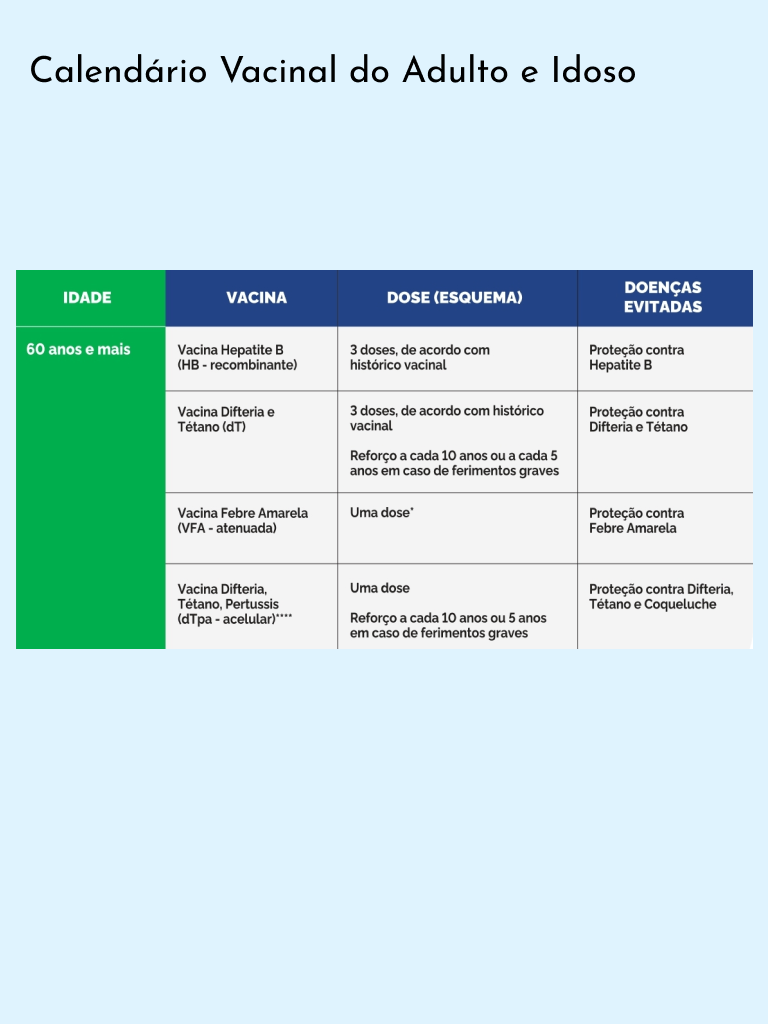 Calendário Vacinal do Adulto e Idoso
IDADE
VACINA
DOSE (ESQUEMA)
DOENÇAS
EVITADAS
60 anos e mais
Vacina Hepatite B
(HB - recombinante)
3 doses, de acordo com
histórico vacinal
Proteção contra
Hepatite B
Vacina Difteria e
Tétano (dT)
3 doses, de acordo com histórico
vacinal
Reforço a cada 10 anos ou a cada 5
anos em caso de ferimentos graves
Proteção contra
Difteria e Tétano
Vacina Febre Amarela
(VFA - atenuada)
Uma dose*
Proteção contra
Febre Amarela
Vacina Difteria,
Tétano, Pertussis
(dTpa - acelular)****
Uma dose
Reforço a cada 10 anos ou 5 anos
em caso de ferimentos graves
Proteção contra Difteria,
Tétano e Coqueluche